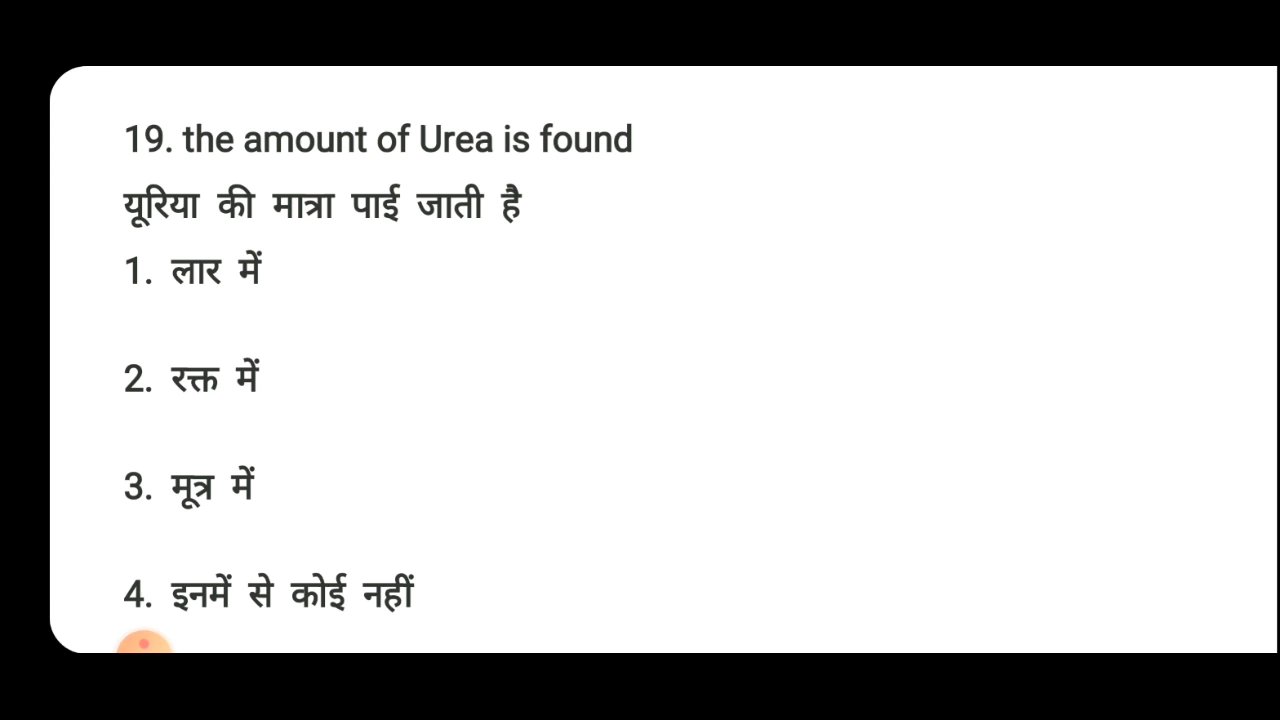 19. the amount of Urea is found
यूरिया की मात्रा पाई जाती है
1. लार में
2. रक्त में
3. मूत्र में
4. इनमें से कोई नहीं